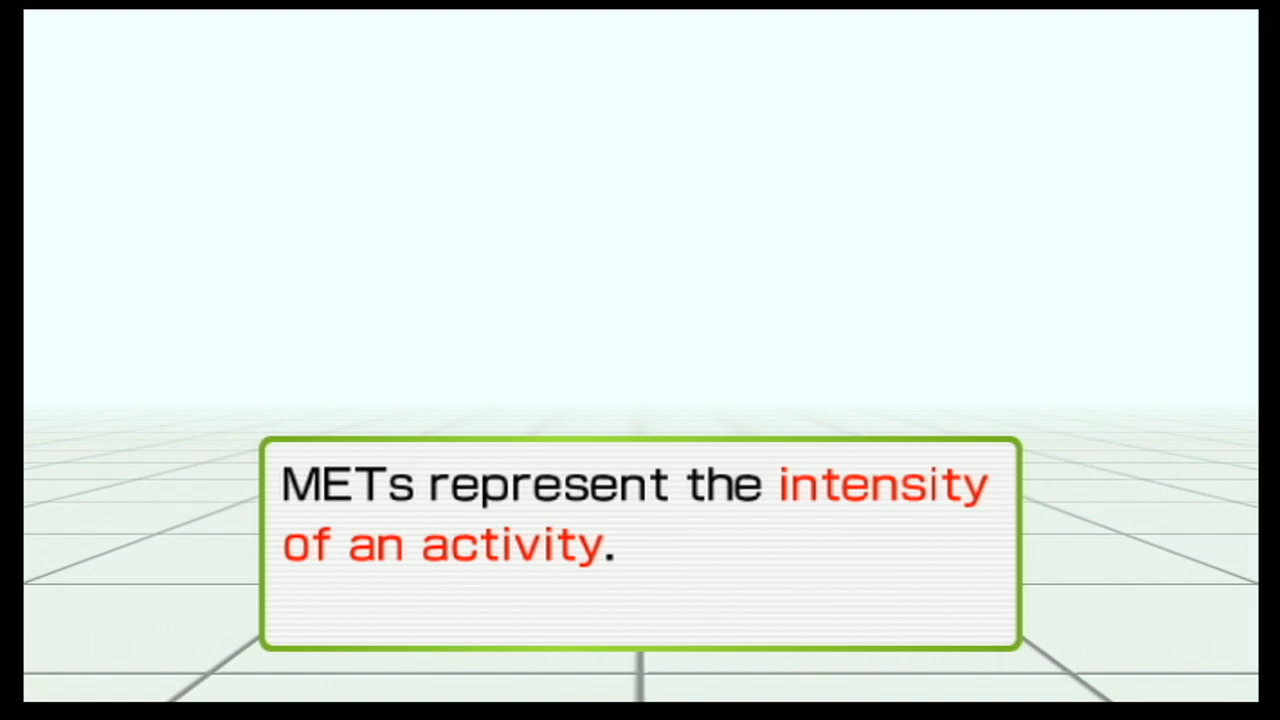 METs represent the intensity
of an activity.